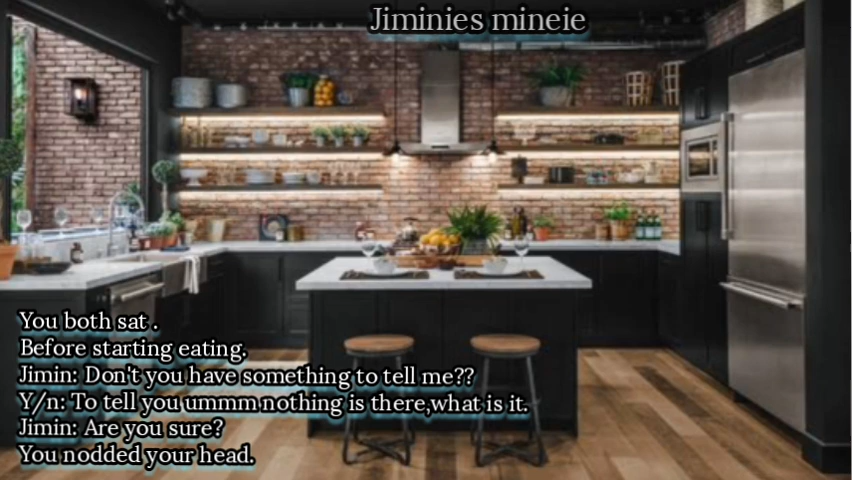 Jiminies mineie
You both sat .
Before starting eating.
Jimin: Don't you have something to tell me??
Y/n: To tell you ummm nothing is there,what is it.
Jimin: Are you sure?
You nodded your head.